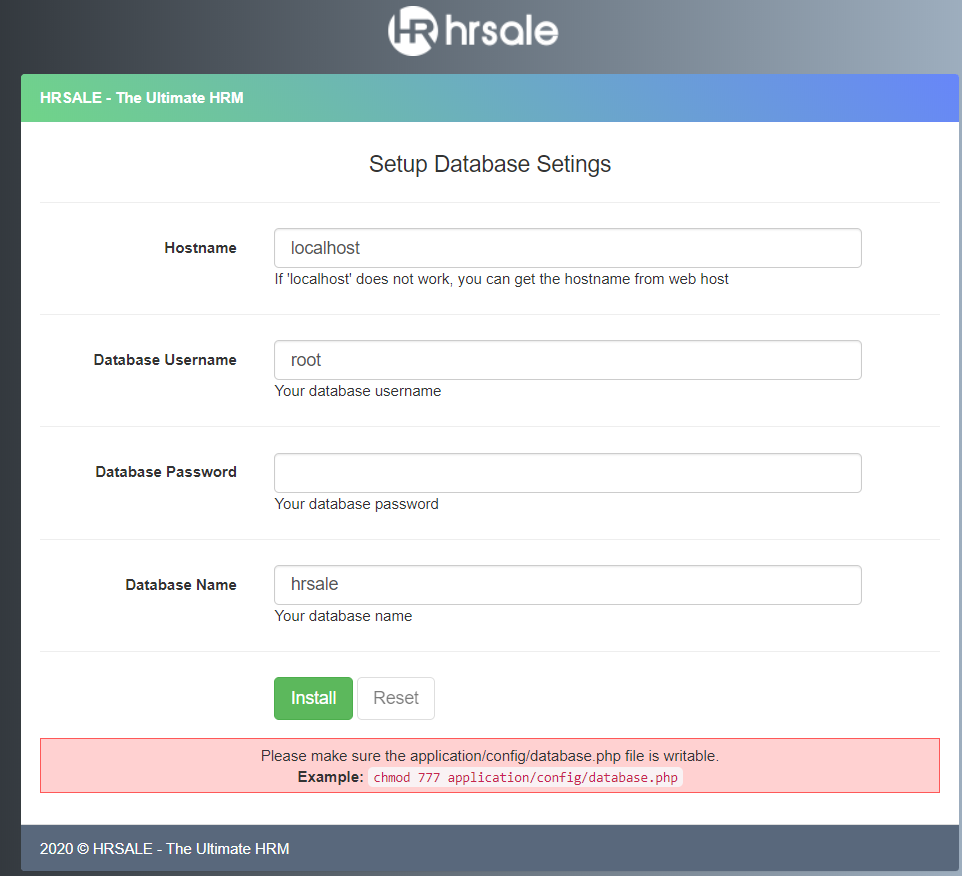 HR hrsale
HRSALE - The Ultimate HRM
Setup Database Setings
Hostname
localhost
If 'localhost' does not work, you can get the hostname from web host
Database Username
root
Your database username
Database Password
Your database password
Database Name
hrsale
Your database name
Install Reset
Please make sure the application/config/database.php file is writable.
Example: chmod 777 application/config/database.php
2020 © HRSALE - The Ultimate HRM